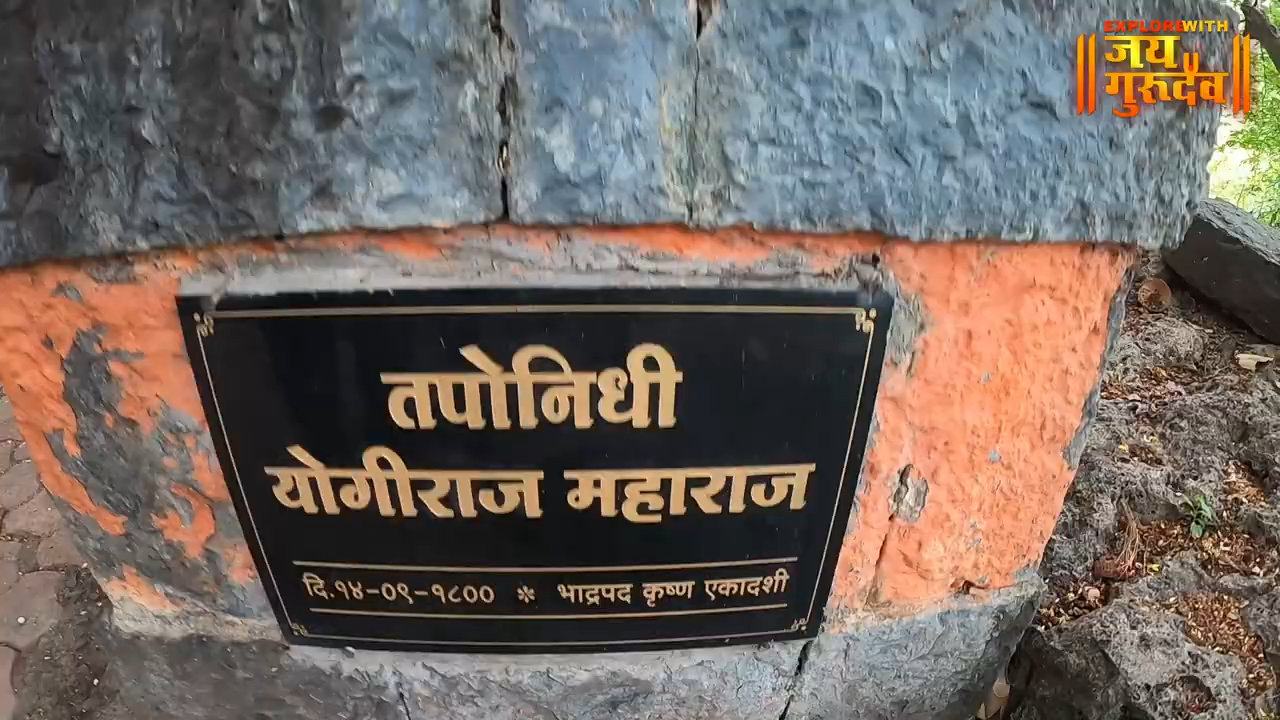 EXPLORE WITH
जय
गुरूदेव
तपोनिधी
योगीराज महाराज
दि.१४-०९-१८०० * भाद्रपद कृष्ण एकादशी